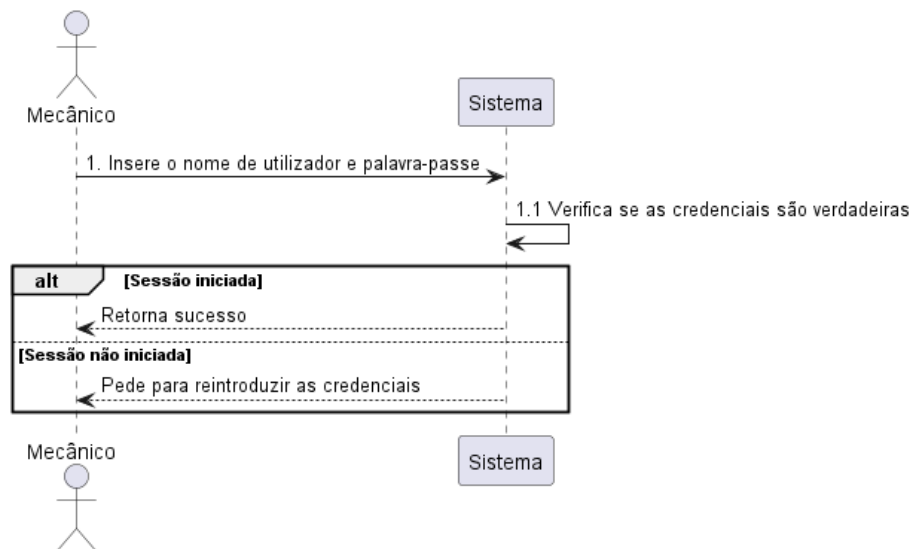 Mecânico
Sistema
1. Insere o nome de utilizador e palavra-passe
1.1 Verifica se as credenciais são verdadeiras
alt [Sessão iniciada]
Retorna sucesso
[Sessão não iniciada]
Pede para reintroduzir as credenciais
Mecânico
Sistema